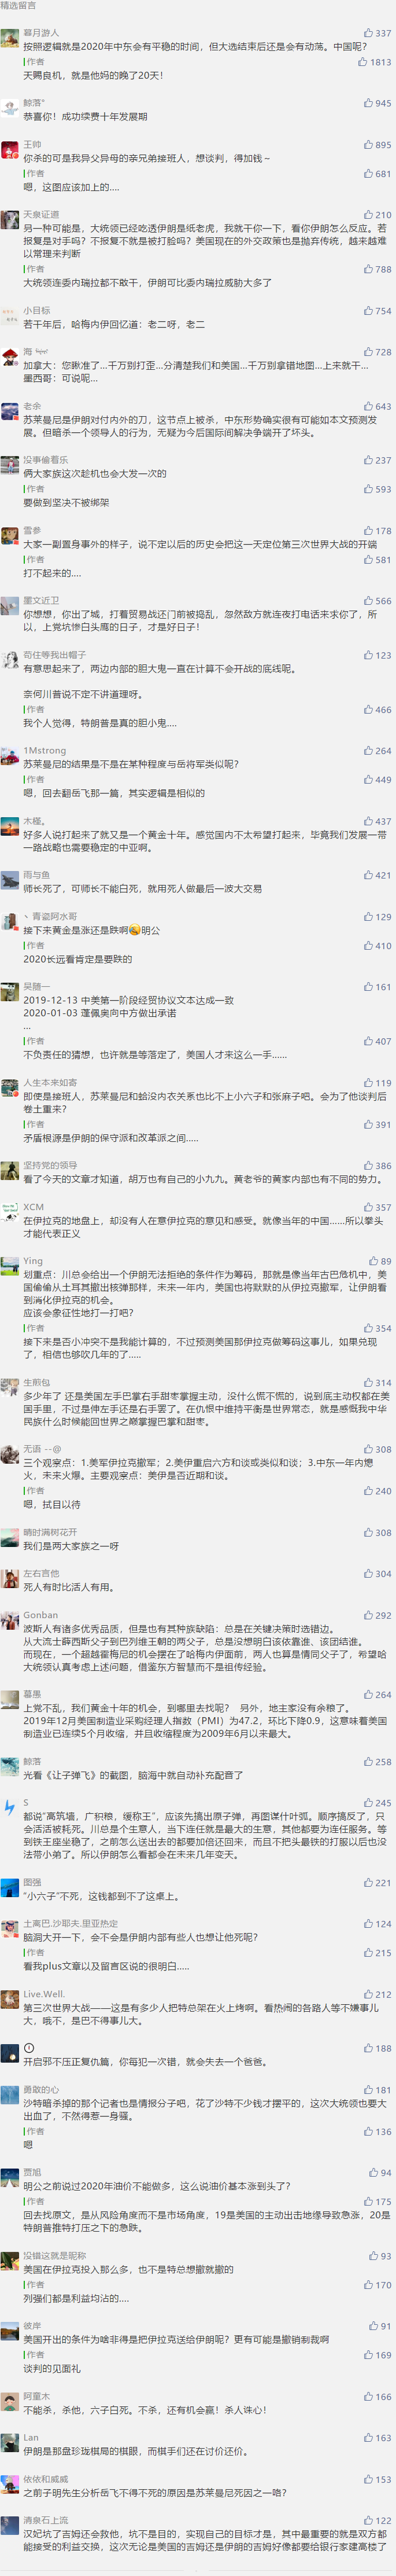 精选留言
暮月游人 337
按照逻辑就是2020年中东会有平稳的时间，但大选结束后还是会有动荡。中国呢？
作者 1813
天赐良机，就是他妈的晚了20天！
鲸落" 945
恭喜你！成功续费十年发展期
王帅 895
你杀的可是我异父异母的亲兄弟接班人，想谈判，得加钱～
作者 681
嗯，这图应该加上的....
天泉证道 210
另一种可能是，大统领已经吃透伊朗是纸老虎，我就干你一下，看你伊朗怎么反应。若
报复是对手吗？不报复不就是被打脸吗？美国现在的外交政策也是抛弃传统，越来越难
以常理来判断
作者 788
大统领连委内瑞拉都不敢干，伊朗可比委内瑞拉威胁大多了
小目标 754
若干年后，哈梅内伊回忆道：老二呀，老二
海 728
加拿大：您瞅准了...千万别打歪...分清楚我们和美国...千万别拿错地图...上来就干...
墨西哥：可说呢...
老余 643
苏莱曼尼是伊朗对付内外的刀，这节点上被杀，中东形势确实很有可能如本文预测发
展。但暗杀一个领导人的行为，无疑为今后国际间解决争端开了坏头。
没事偷看乐 237
俩大家族这次趁机也会大发一次的
作者 593
要做到坚决不被绑架
雪参 178
大家一副置身事外的样子，说不定以后的历史会把这一天定位第三次世界大战的开端
作者 581
打不起来的....
墨文近卫 566
你想想，你出了城，打着贸易战还门前被捣乱，忽然敌方就连夜打电话来求你了，所
以，上党坑惨白头鹰的日子，才是好日子！
苟住等我出帽子 123
有意思起来了，两边内部的胆大鬼一直在计算不会开战的底线呢。
奈何川普说不定不讲道理呀。
作者 466
我个人觉得，特朗普是真的胆小鬼....
1Mstrong 264
苏莱曼尼的结果是不是在某种程度与岳将军类似呢？
作者 449
嗯，回去翻岳飞那一篇，其实逻辑是相似的
木槿。 437
好多人说打起来了就又是一个黄金十年。感觉国内不太希望打起来，毕竟我们发展一带
一路战略也需要稳定的中亚啊。
雨与鱼 421
师长死了，可师长不能白死，就用死人做最后一波大交易
丶青瓷阿水哥 129
接下来黄金是涨还是跌啊明公
作者 410
2020长远看肯定是要跌的
吴随一 161
2019-12-13 中美第一阶段经贸协议文本达成一致
2020-01-03 蓬佩奥向中方做出承诺
...
作者 407
不负责任的猜想，也许就是等落定了，美国人才来这么一手......
人生本来如寄 119
即使是接班人，苏莱曼尼和蛤没内衣关系也比不上小六子和张麻子吧。会为了他谈判后
卷土重来？
作者 391
矛盾根源是伊朗的保守派和改革派之间.....
坚持党的领导 386
看了今天的文章才知道，胡万也有自己的小九九。黄老爷的黄家内部也有不同的势力。
XCM 357
在伊拉克的地盘上，却没有人在意伊拉克的意见和感受。就像当年的中国......所以拳头
才能代表正义
Ying 89
划重点：川总会给出一个伊朗无法拒绝的条件作为筹码，那就是像当年古巴危机中，美
国偷偷从土耳其撤出核弹那样，未来一年内，美国也将默默的从伊拉克撤军，让伊朗看
到消化伊拉克的机会。
应该会象征性地打一打吧？
作者 354
接下来是否小冲突不是我能计算的，不过预测美国那伊拉克做筹码这事儿，如果兑现
了，相信也够吹几年的了.....
生煎包 314
多少年了 还是美国左手巴掌右手甜枣掌握主动，没什么慌不慌的，说到底主动权都在美
国手里，不过是伸左手还是右手罢了。在仇恨中维持平衡是世界常态，就是感慨我中华
民族什么时候能回世界之巅掌握巴掌和甜枣。
无语 --@ 308
三个观察点：1.美军伊拉克撤军；2.美伊重启六方和谈或类似和谈；3.中东一年内熄
火，未来火爆。主要观察点：美伊是否近期和谈。
作者 240
嗯，拭目以待
晴时满树花开 308
我们是两大家族之一呀
左右言他 304
死人有时比活人有用。
Gonban 292
波斯人有诸多优秀品质，但是也有其种族缺陷：总是在关键决策时选错边。
从大流士薛西斯父子到巴列维王朝的两父子，总是没想明白该依靠谁、该团结谁。
而现在，一个超越霍梅尼的机会摆在了哈梅内伊面前，两人也算是情同父子了，希望哈
大统领认真考虑上述问题，借鉴东方智慧而不是祖传经验。
慕愚 264
上党不乱，我们黄金十年的机会，到哪里去找呢？ 另外，地主家没有余粮了。
2019年12月美国制造业采购经理人指数（PMI）为47.2，环比下降0.9，这意味着美国
制造业已连续5个月收缩，并且收缩程度为2009年6月以来最大。
鲸落 258
光看《让子弹飞》的截图，脑海中就自动补充配音了
S 245
都说"高筑墙，广积粮，缓称王"，应该先搞出原子弹，再图谋什叶弧。顺序搞反了，只
会活活被耗死。川总是个生意人，当下连任就是最大的生意，其他都要为连任服务。等
到铁王座坐稳了，之前怎么送出去的都要加倍还回来，而且不把头最铁的打服以后也没
法带小弟了。所以伊朗怎么看都会在未来几年变天。
图强 221
"小六子"不死，这钱都到不了这桌上。
土离巴.沙耶夫.里亚热定 124
脑洞大开一下，会不会是伊朗内部有些人也想让他死呢？
作者 215
看我plus文章以及留言区说的很明白.....
Live.Well. 212
第三次世界大战——这是有多少人把特总架在火上烤啊。看热闹的各路人等不嫌事儿
大，哦不，是巴不得事儿大。
188
开启邪不压正复仇篇，你每犯一次错，就会失去一个爸爸。
勇敢的心 181
沙特暗杀掉的那个记者也是情报分子吧，花了沙特不少钱才摆平的，这次大统领也要大
出血了，不然得惹一身骚。
作者 136
嗯
贾旭 94
明公之前说过2020年油价不能做多，这么说油价基本涨到头了？
作者 175
回去找原文，是从风险角度而不是市场角度，19是美国的主动出击地缘导致急涨，20是
特朗普推特打压之下的急跌。
没错这就是昵称 93
美国在伊拉克投入那么多，也不是特总想撤就撤的
作者 170
列强们都是利益均沾的....
彼岸 91
美国开出的条件为啥非得是把伊拉克送给伊朗呢？更有可能是撤销制裁啊
作者 169
谈判的见面礼
阿童木 166
不能杀，杀他，六子白死。不杀，还有机会赢！杀人诛心！
Lan 163
伊朗是那盘珍珑棋局的棋眼，而棋手们还在讨价还价。
依依和威威 153
之前子明先生分析岳飞不得不死的原因是苏莱曼尼死因之一咯？
清泉石上流 122
汉妃坑了吉姆还会救他，坑不是目的，实现自己的目标才是，其中最重要的就是双方都
能接受的利益交换，这次无论是美国的吉姆还是伊朗的吉姆好像都要给银行家建高楼了